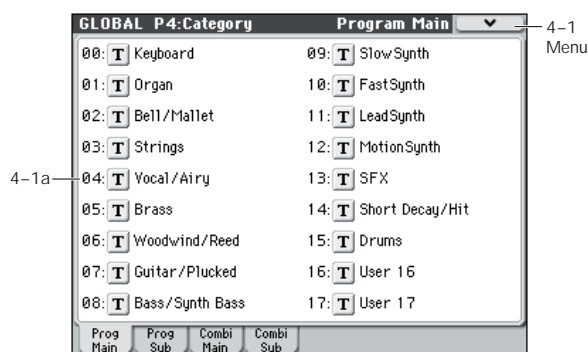 GLOBAL P4:Category Program Main
4–1
Menu
00: T Keyboard
01: T Organ
02: T Bell/Mallet
03: T Strings
4–1a
04: T Vocal/Airy
05: T Brass
06: T Woodwind/Reed
07: T Guitar/Plucked
08: T Bass/Synth Bass
09: T SlowSynth
10: T FastSynth
11: T LeadSynth
12: T MotionSynth
13: T SFX
14: T Short Decay/Hit
15: T Drums
16: T User 16
17: T User 17
Prog Main
Prog Sub
Combi Main
Combi Sub